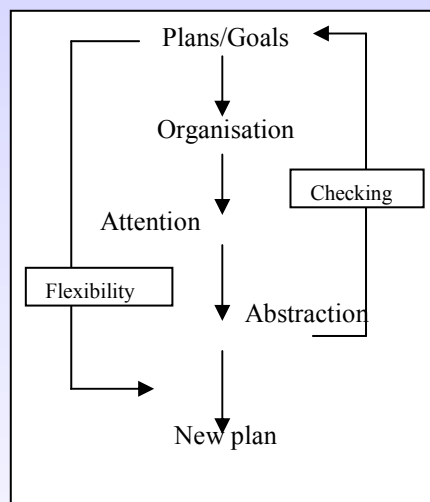 Plans/Goals
Organisation
Checking
Attention
Flexibility
Abstraction
New plan